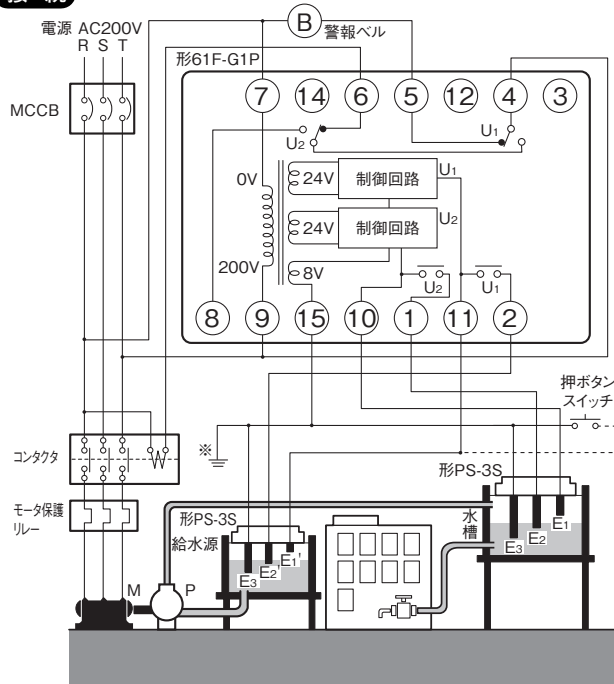 接 続
電源 AC200V
R S T
B
警報ベル
形61F-G1P
MCCB
7 14 6 5 12 4 3
U2
U1
0V
24V
制御回路
U1
24V
制御回路
U2
200V
8V
U2
U1
8 9 15 10 1 11 2
押ボタン
スイッチ
コンタクタ
※
形PS-3S
モータ保護
リレー
形PS-3S
給水源
水槽
E3 E2 E1
E3 E2' E1'
M P